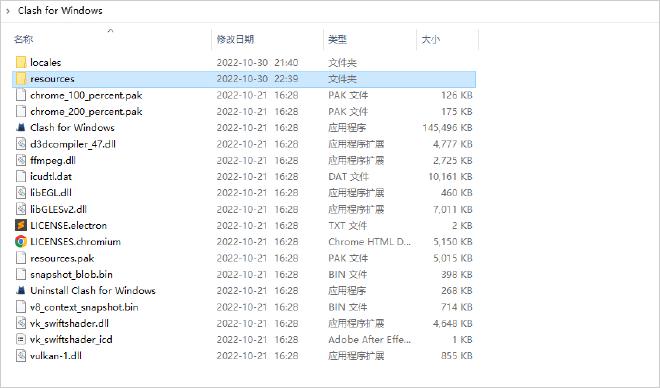 Clash for Windows
名称 修改日期 类型 大小
locales 2022-10-30 21:40 文件夹
resources 2022-10-30 22:39 文件夹
chrome_100_percent.pak 2022-10-21 16:28 PAK 文件 126 KB
chrome_200_percent.pak 2022-10-21 16:28 PAK 文件 175 KB
Clash for Windows 2022-10-21 16:28 应用程序 145,496 KB
d3dcompiler_47.dll 2022-10-21 16:28 应用程序扩展 4,777 KB
ffmpeg.dll 2022-10-21 16:28 应用程序扩展 2,725 KB
icudtl.dat 2022-10-21 16:28 DAT 文件 10,161 KB
libEGL.dll 2022-10-21 16:28 应用程序扩展 460 KB
libGLESv2.dll 2022-10-21 16:28 应用程序扩展 7,011 KB
LICENSE.electron 2022-10-21 16:28 TXT 文件 2 KB
LICENSES.chromium 2022-10-21 16:28 Chrome HTML D... 5,150 KB
resources.pak 2022-10-21 16:28 PAK 文件 5,015 KB
snapshot_blob.bin 2022-10-21 16:28 BIN 文件 398 KB
Uninstall Clash for Windows 2022-10-21 16:28 应用程序 268 KB
v8_context_snapshot.bin 2022-10-21 16:28 BIN 文件 714 KB
vk_swiftshader.dll 2022-10-21 16:28 应用程序扩展 4,648 KB
vk_swiftshader_icd 2022-10-21 16:28 Adobe After Effe... 1 KB
vulkan-1.dll 2022-10-21 16:28 应用程序扩展 855 KB